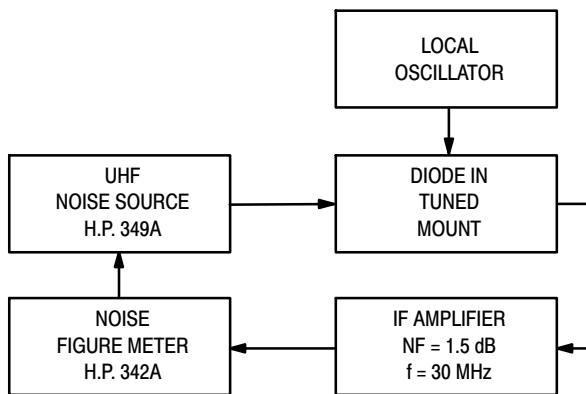 LOCAL
OSCILLATOR
UHF
NOISE SOURCE
H.P. 349A
DIODE IN
TUNED
MOUNT
NOISE
FIGURE METER
H.P. 342A
IF AMPLIFIER
NF = 1.5 dB
f = 30 MHz